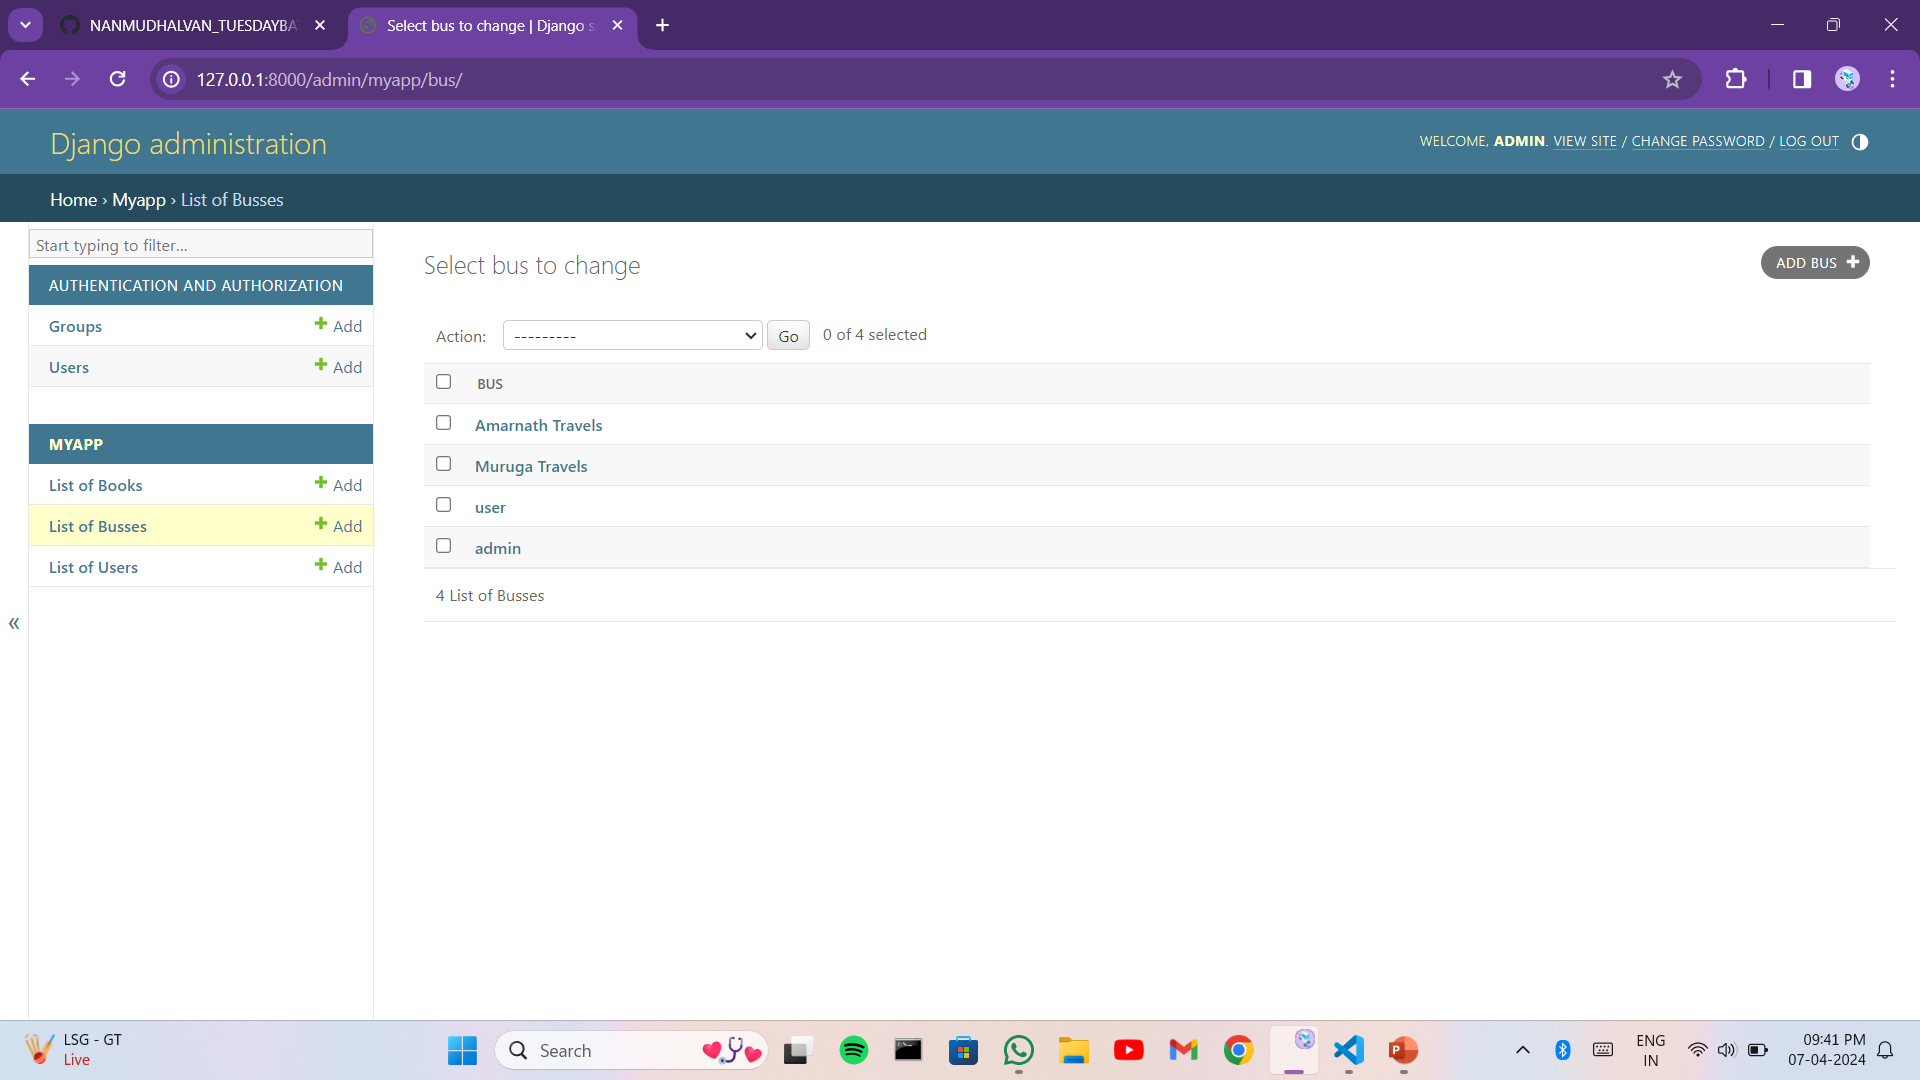 NANMUDHALVAN_TUESDAYBA
Select bus to change | Django s
127.0.0.1:8000/admin/myapp/bus/
Django administration
WELCOME, ADMIN. VIEW SITE / CHANGE PASSWORD / LOG OUT
Home › Myapp › List of Busses
Start typing to filter...
AUTHENTICATION AND AUTHORIZATION
Groups + Add
Users + Add
MYAPP
List of Books + Add
List of Busses + Add
List of Users + Add
«
Select bus to change
ADD BUS +
Action: --------- Go 0 of 4 selected
BUS
Amarnath Travels
Muruga Travels
user
admin
4 List of Busses
LSG - GT
Live
Search
ENG
IN
09:41 PM
07-04-2024